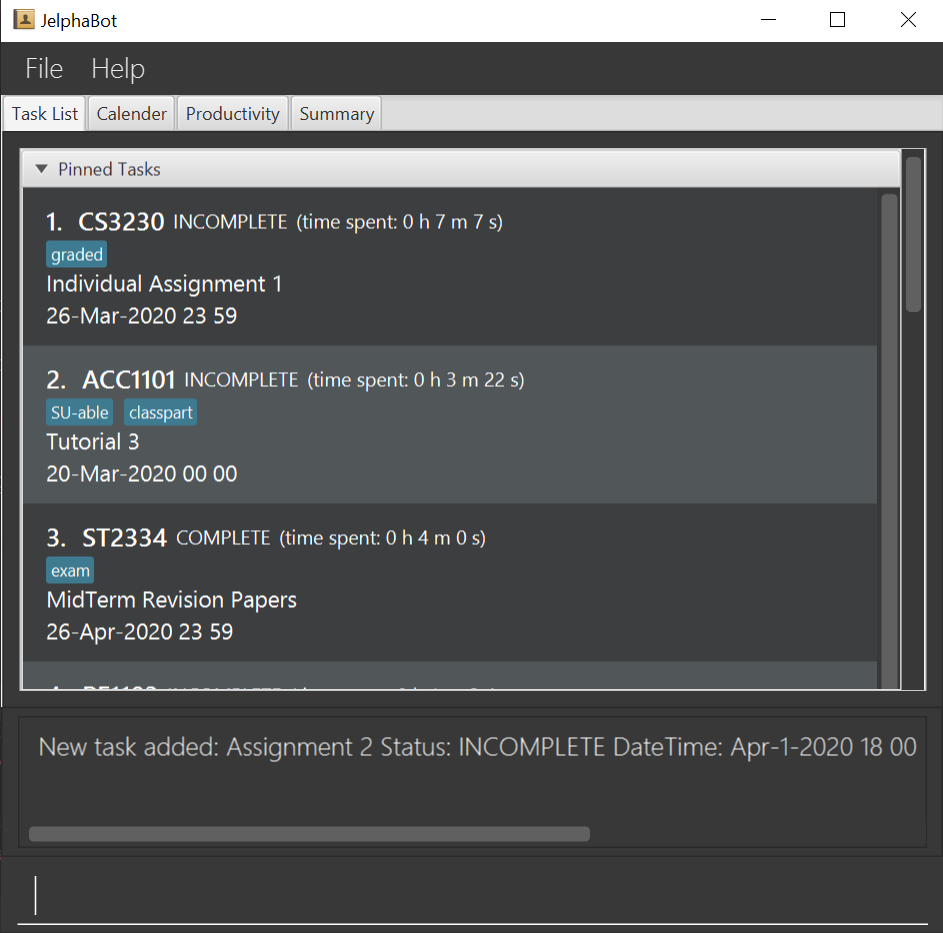 JelphaBot
File Help
Task List Calender Productivity Summary
Pinned Tasks
1. CS3230 INCOMPLETE (time spent: 0 h 7 m 7 s)
graded
Individual Assignment 1
26-Mar-2020 23 59
2. ACC1101 INCOMPLETE (time spent: 0 h 3 m 22 s)
SU-able classpart
Tutorial 3
20-Mar-2020 00 00
3. ST2334 COMPLETE (time spent: 0 h 4 m 0 s)
exam
MidTerm Revision Papers
26-Apr-2020 23 59
New task added: Assignment 2 Status: INCOMPLETE DateTime: Apr-1-2020 18 00